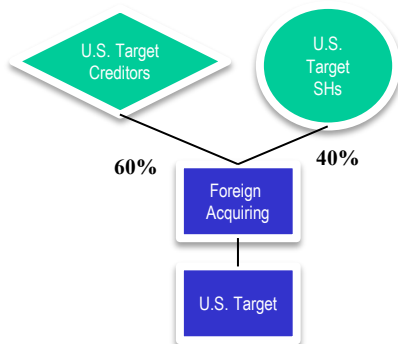 U.S. Target
Creditors
U.S.
Target
SHs
60%
40%
Foreign
Acquiring
U.S. Target